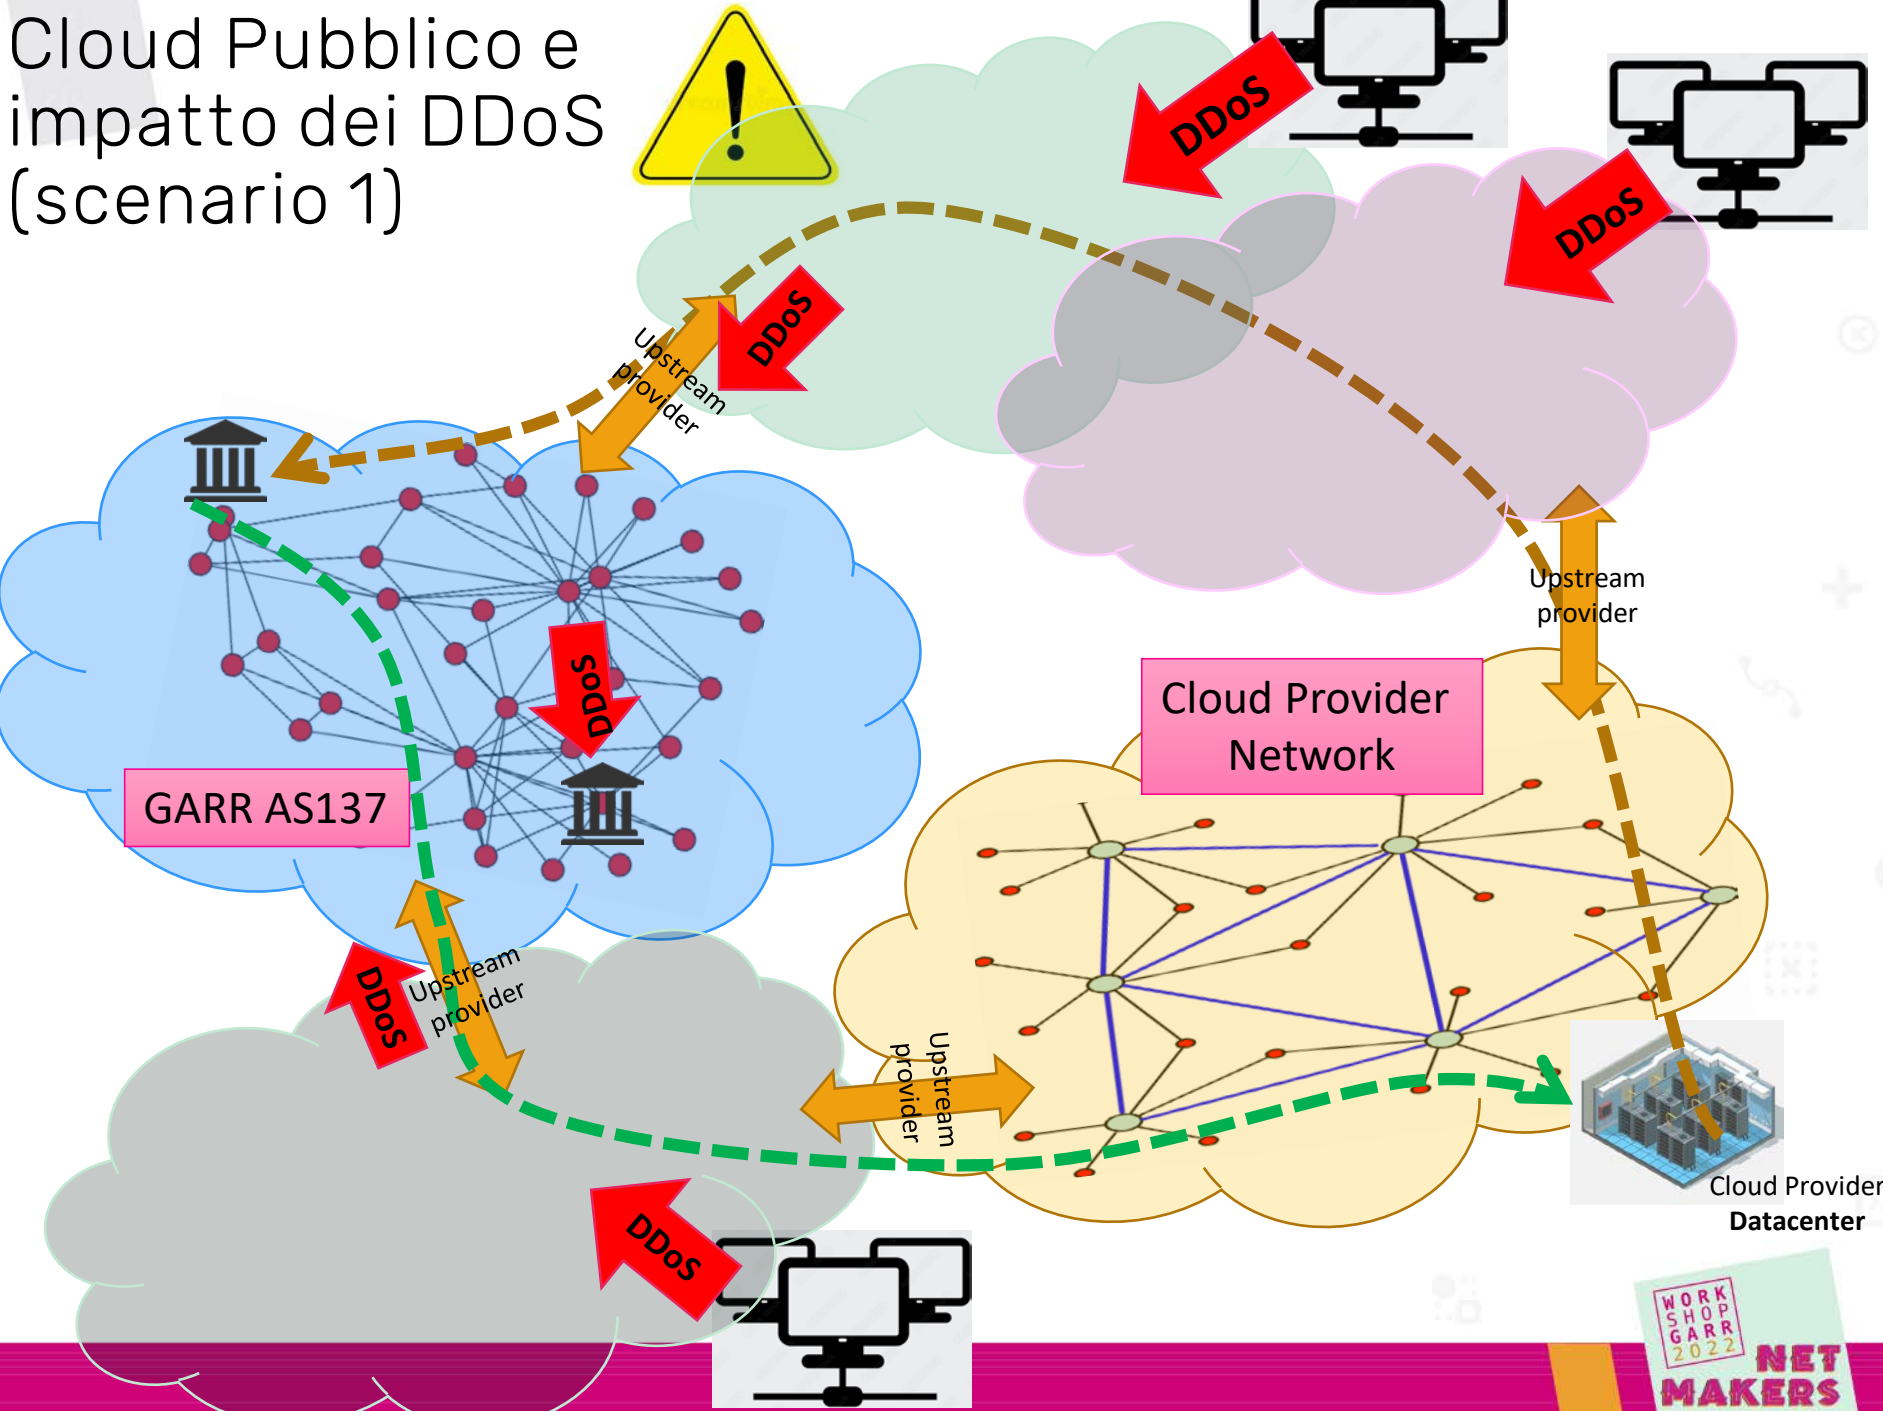 Cloud Pubblico e
impatto dei DDoS
(scenario 1)
DDoS
DDoS
DDoS
Upstream
provider
Upstream
provider
DDoS
Cloud Provider
Network
GARR AS137
DDoS
Upstream
provider
Upstream
provider
DDoS
Cloud Provider
Datacenter
WORK
SHOP
GARR
2022
NET
MAKERS